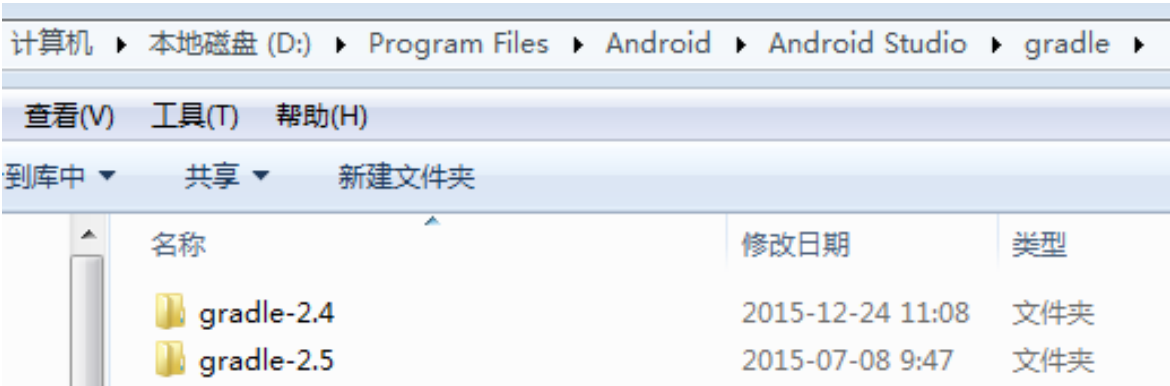 计算机 ▸ 本地磁盘 (D:) ▸ Program Files ▸ Android ▸ Android Studio ▸ gradle ▸
查看(V) 工具(T) 帮助(H)
到库中 共享 新建文件夹
名称 修改日期 类型
gradle-2.4 2015-12-24 11:08 文件夹
gradle-2.5 2015-07-08 9:47 文件夹